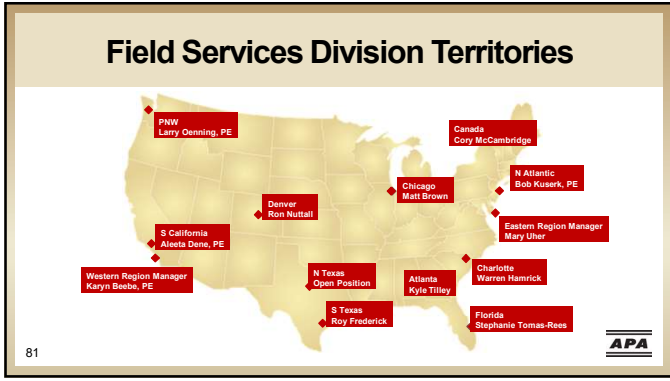 Field Services Division Territories
PNW
Larry Oenning, PE
Canada
Cory McCambridge
Chicago
Matt Brown
N Atlantic
Bob Kuserk, PE
Denver
Ron Nuttall
S California
Aleeta Dene, PE
Eastern Region Manager
Mary Uher
Western Region Manager
Karyn Beebe, PE
N Texas
Open Position
Atlanta
Kyle Tilley
Charlotte
Warren Hamrick
S Texas
Roy Frederick
Florida
Stephanie Tomas-Rees
81
APA